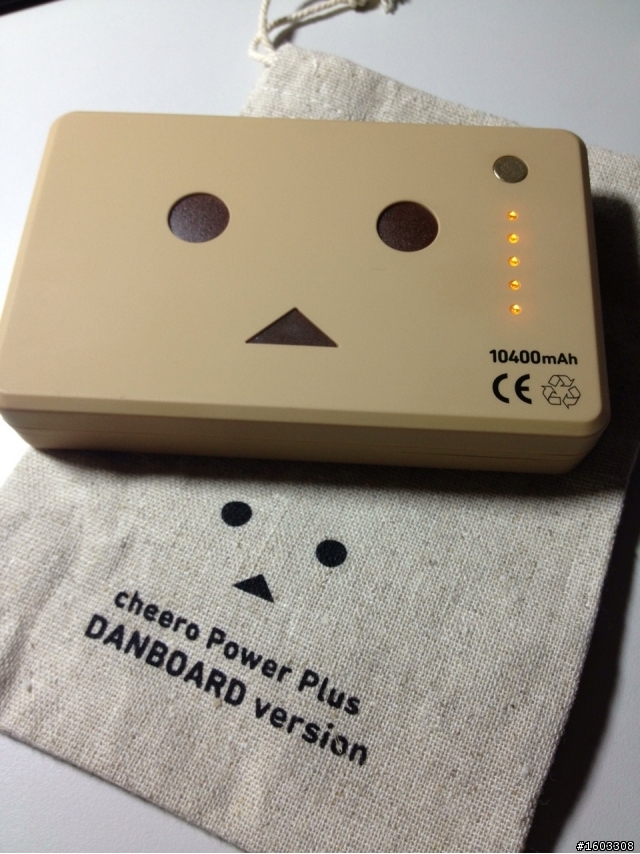 10400mAh
CE
cheero Power Plus
DANBOARD version
#1603308